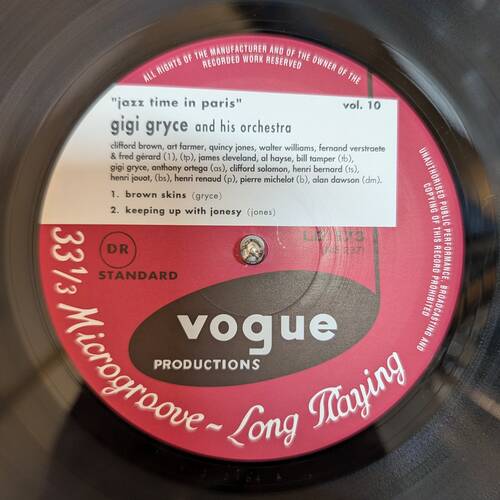 ALL RIGHTS OF THE MANUFACTURER AND OF THE OWNER OF THE
RECORDED WORK RESERVED
"jazz time in paris" vol. 10
gigi gryce and his orchestra
clifford brown, art farmer, quincy jones, walter williams, fernand verstraete
& fred gérard (1), (tp), james cleveland, al hayse, bill tamper (tb),
gigi gryce, anthony ortega (as), clifford solomon, henri bernard (ts),
henri jouot, (bs), henri renaud (p), pierre michelot (b), alan dawson (dm).
1. brown skins (gryce)
2. keeping up with jonesy (jones)
UNAUTHORISED PUBLIC PERFORMANCE, BROADCASTING AND
COPYING OF THIS RECORD PROHIBITED
DR
STANDARD
vogue
PRODUCTIONS
33 1/3 Microgroove ~ Long Playing